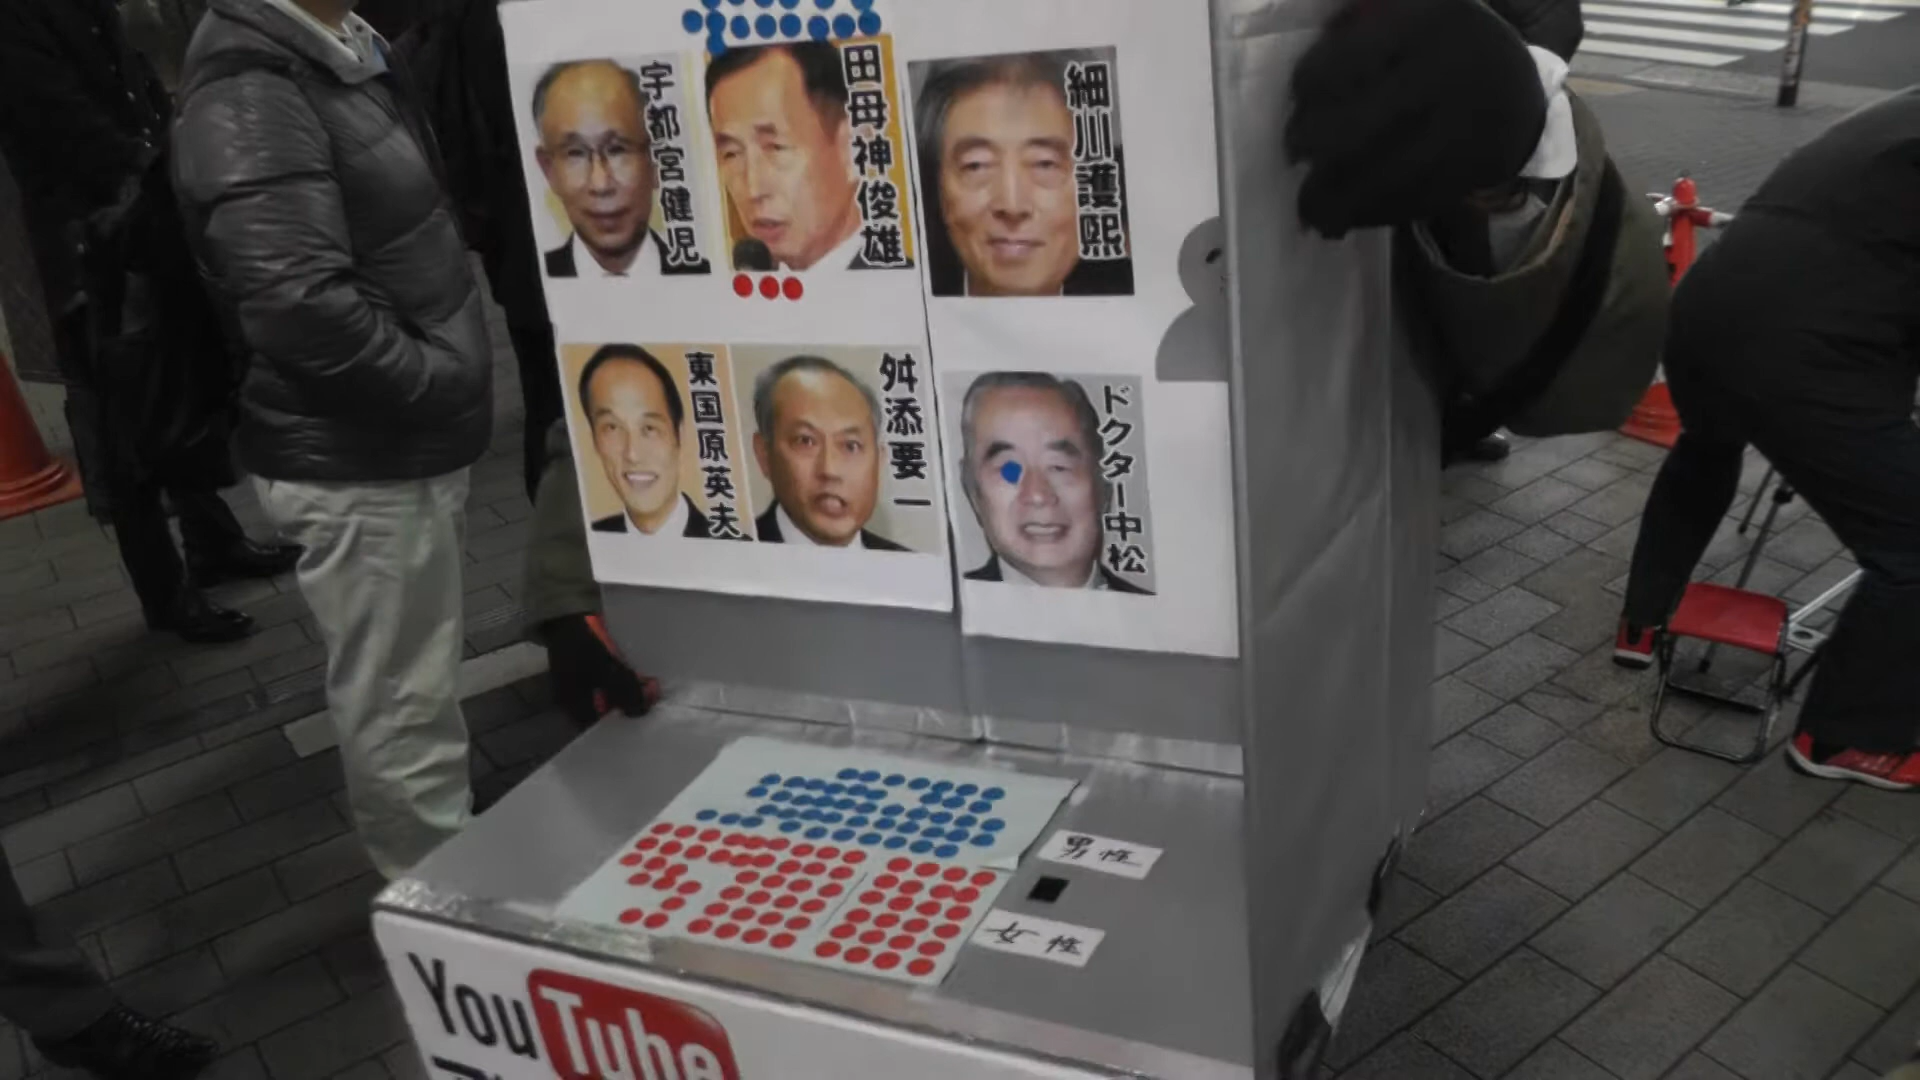 宇都宮健児
田母神俊雄
細川護熙
東国原英夫
舛添要一
ドクター中松
男性
女性
YouTube